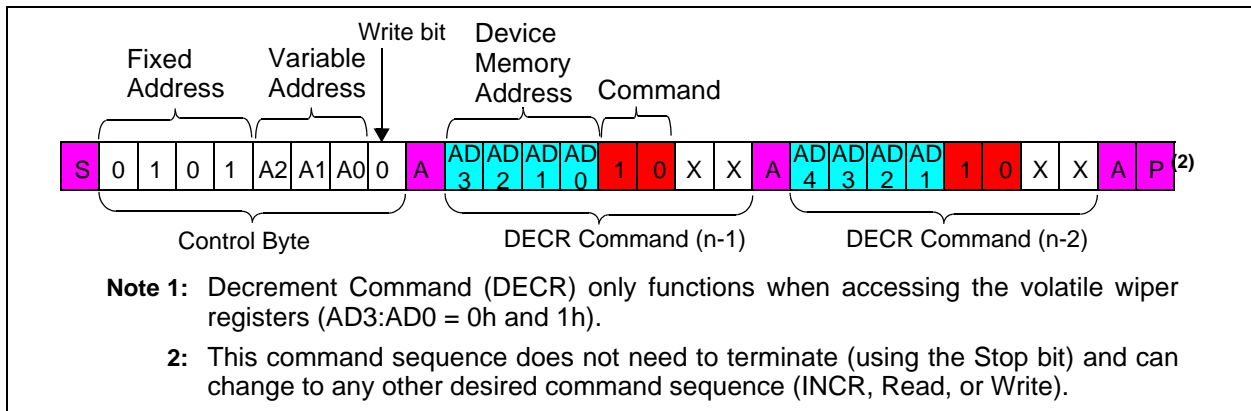 Write bit
Fixed Address
Variable Address
Device Memory Address
Command
S 0 1 0 1 A2 A1 A0 0 A AD3 AD2 AD1 AD0 1 0 X X A AD4 AD3 AD2 AD1 1 0 X X A P (2)
Control Byte
DECR Command (n-1)
DECR Command (n-2)
Note 1: Decrement Command (DECR) only functions when accessing the volatile wiper
registers (AD3:AD0 = 0h and 1h).
2: This command sequence does not need to terminate (using the Stop bit) and can
change to any other desired command sequence (INCR, Read, or Write).